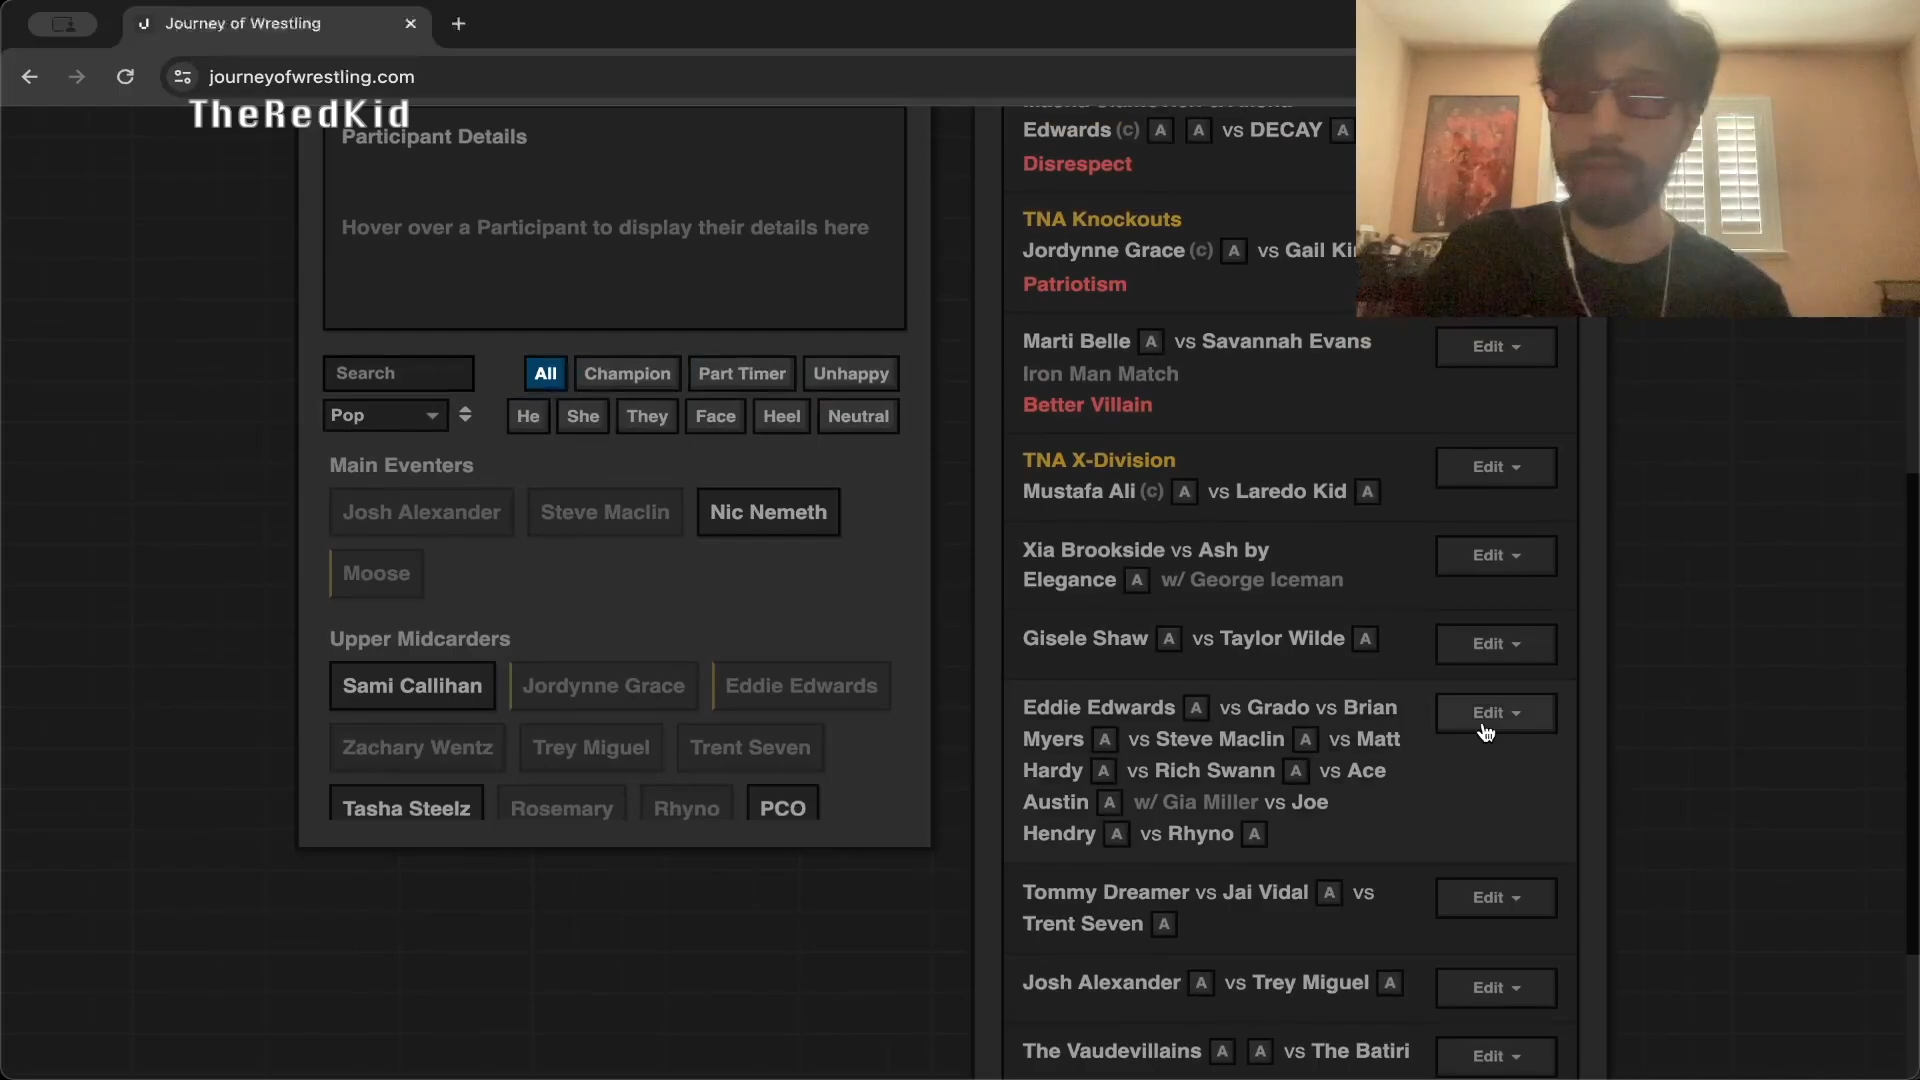 Journey of Wrestling
journeyofwrestling.com
TheRedKid
Participant Details
Hover over a Participant to display their details here
Search
All
Champion
Part Timer
Unhappy
Pop
He
She
They
Face
Heel
Neutral
Main Eventers
Josh Alexander
Steve Maclin
Nic Nemeth
Moose
Upper Midcarders
Sami Callihan
Jordynne Grace
Eddie Edwards
Zachary Wentz
Trey Miguel
Trent Seven
Tasha Steelz
Rosemary
Rhyno
PCO
Edwards (c) A A vs DECAY A
Disrespect
TNA Knockouts
Jordynne Grace (c) A vs Gail
Patriotism
Marti Belle A vs Savannah Evans
Iron Man Match
Better Villain
Edit
TNA X-Division
Mustafa Ali (c) A vs Laredo Kid A
Edit
Xia Brookside vs Ash by
Elegance A w/ George Iceman
Edit
Gisele Shaw A vs Taylor Wilde A
Edit
Eddie Edwards A vs Grado vs Brian
Myers A vs Steve Maclin A vs Matt
Hardy A vs Rich Swann A vs Ace
Austin A w/ Gia Miller vs Joe
Hendry A vs Rhyno A
Edit
Tommy Dreamer vs Jai Vidal A vs
Trent Seven A
Edit
Josh Alexander A vs Trey Miguel A
Edit
The Vaudevillains A A vs The Batiri
Edit